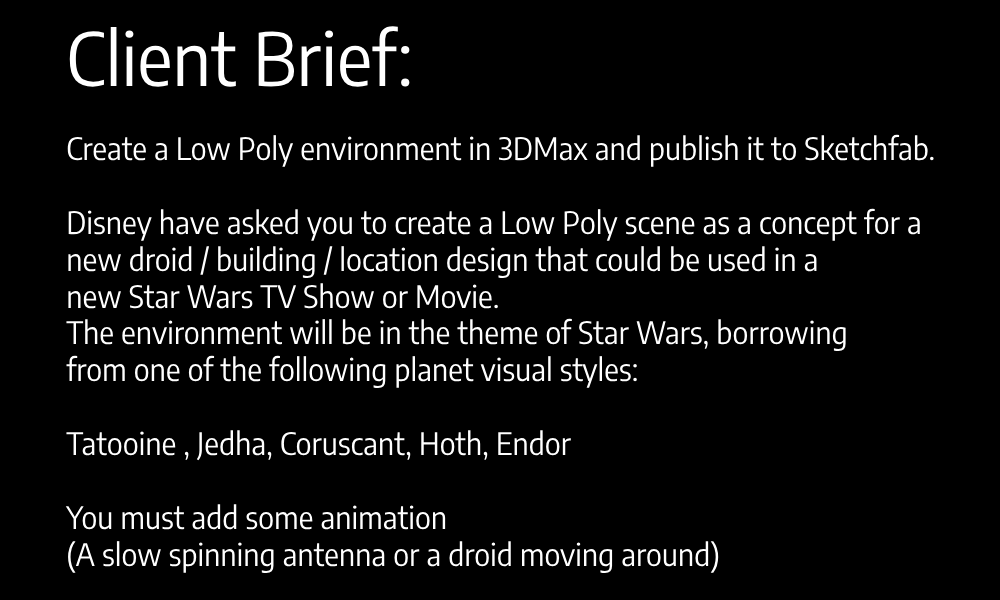 Client Brief:
Create a Low Poly environment in 3DMax and publish it to Sketchfab.
Disney have asked you to create a Low Poly scene as a concept for a
new droid / building / location design that could be used in a
new Star Wars TV Show or Movie.
The environment will be in the theme of Star Wars, borrowing
from one of the following planet visual styles:
Tatooine , Jedha, Coruscant, Hoth, Endor
You must add some animation
(A slow spinning antenna or a droid moving around)